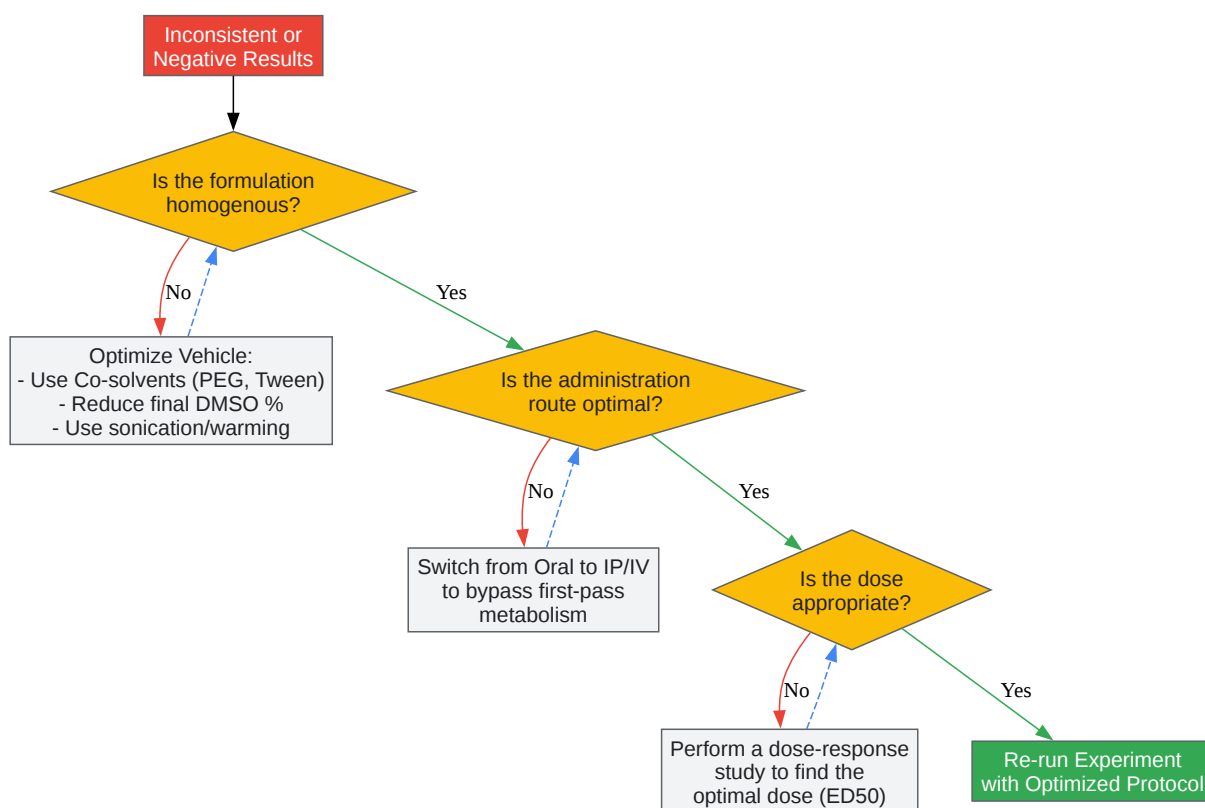 Inconsistent or
Negative Results
Is the formulation
homogenous?
No
Yes
Optimize Vehicle:
- Use Co-solvents (PEG, Tween)
- Reduce final DMSO %
- Use sonication/warming
Is the administration
route optimal?
No
Yes
Switch from Oral to IP/IV
to bypass first-pass
metabolism
Is the dose
appropriate?
No
Yes
Perform a dose-response
study to find the
optimal dose (ED50)
Re-run Experiment
with Optimized Protocol